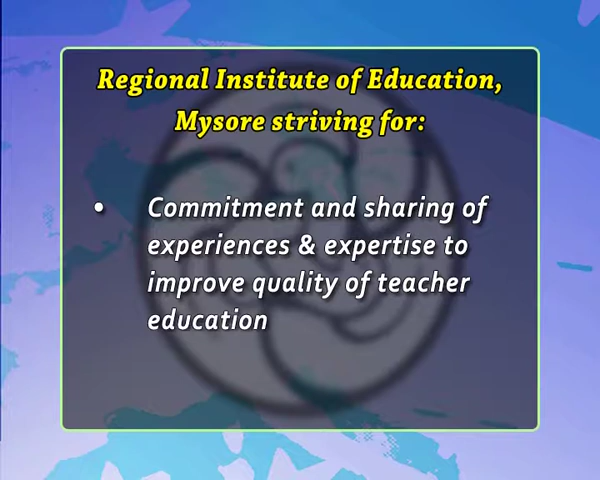 Regional Institute of Education,
Mysore striving for:
• Commitment and sharing of
experiences & expertise to
improve quality of teacher
education